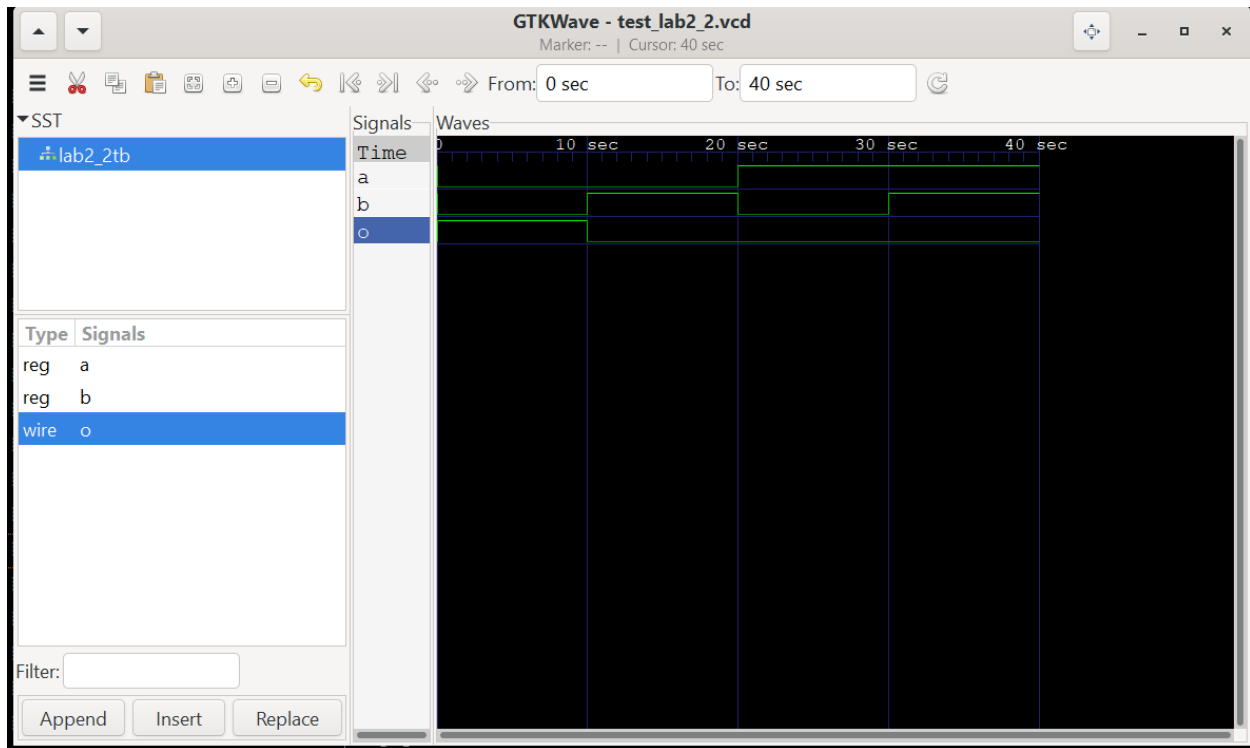 GTKWave - test_lab2_2.vcd
Marker: -- | Cursor: 40 sec
From: 0 sec To: 40 sec
SST
lab2_2tb
Type Signals
reg a
reg b
wire o
Filter:
Append Insert Replace
Signals
Time
a
b
o
Waves
0 10 sec 20 sec 30 sec 40 sec